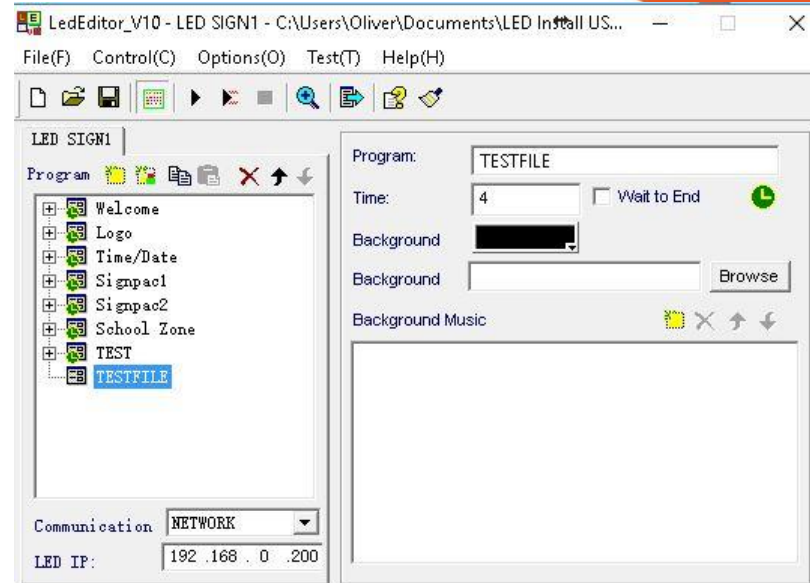 LedEditor_V10 - LED SIGN1 - C:\Users\Oliver\Documents\LED Install US...
File(F) Control(C) Options(O) Test(T) Help(H)
LED SIGN1
Program
Welcome
Logo
Time/Date
Signpac1
Signpac2
School Zone
TEST
TESTFILE
Communication NETWORK
LED IP: 192 .168 . 0 .200
Program: TESTFILE
Time: 4 Wait to End
Background
Background Browse
Background Music